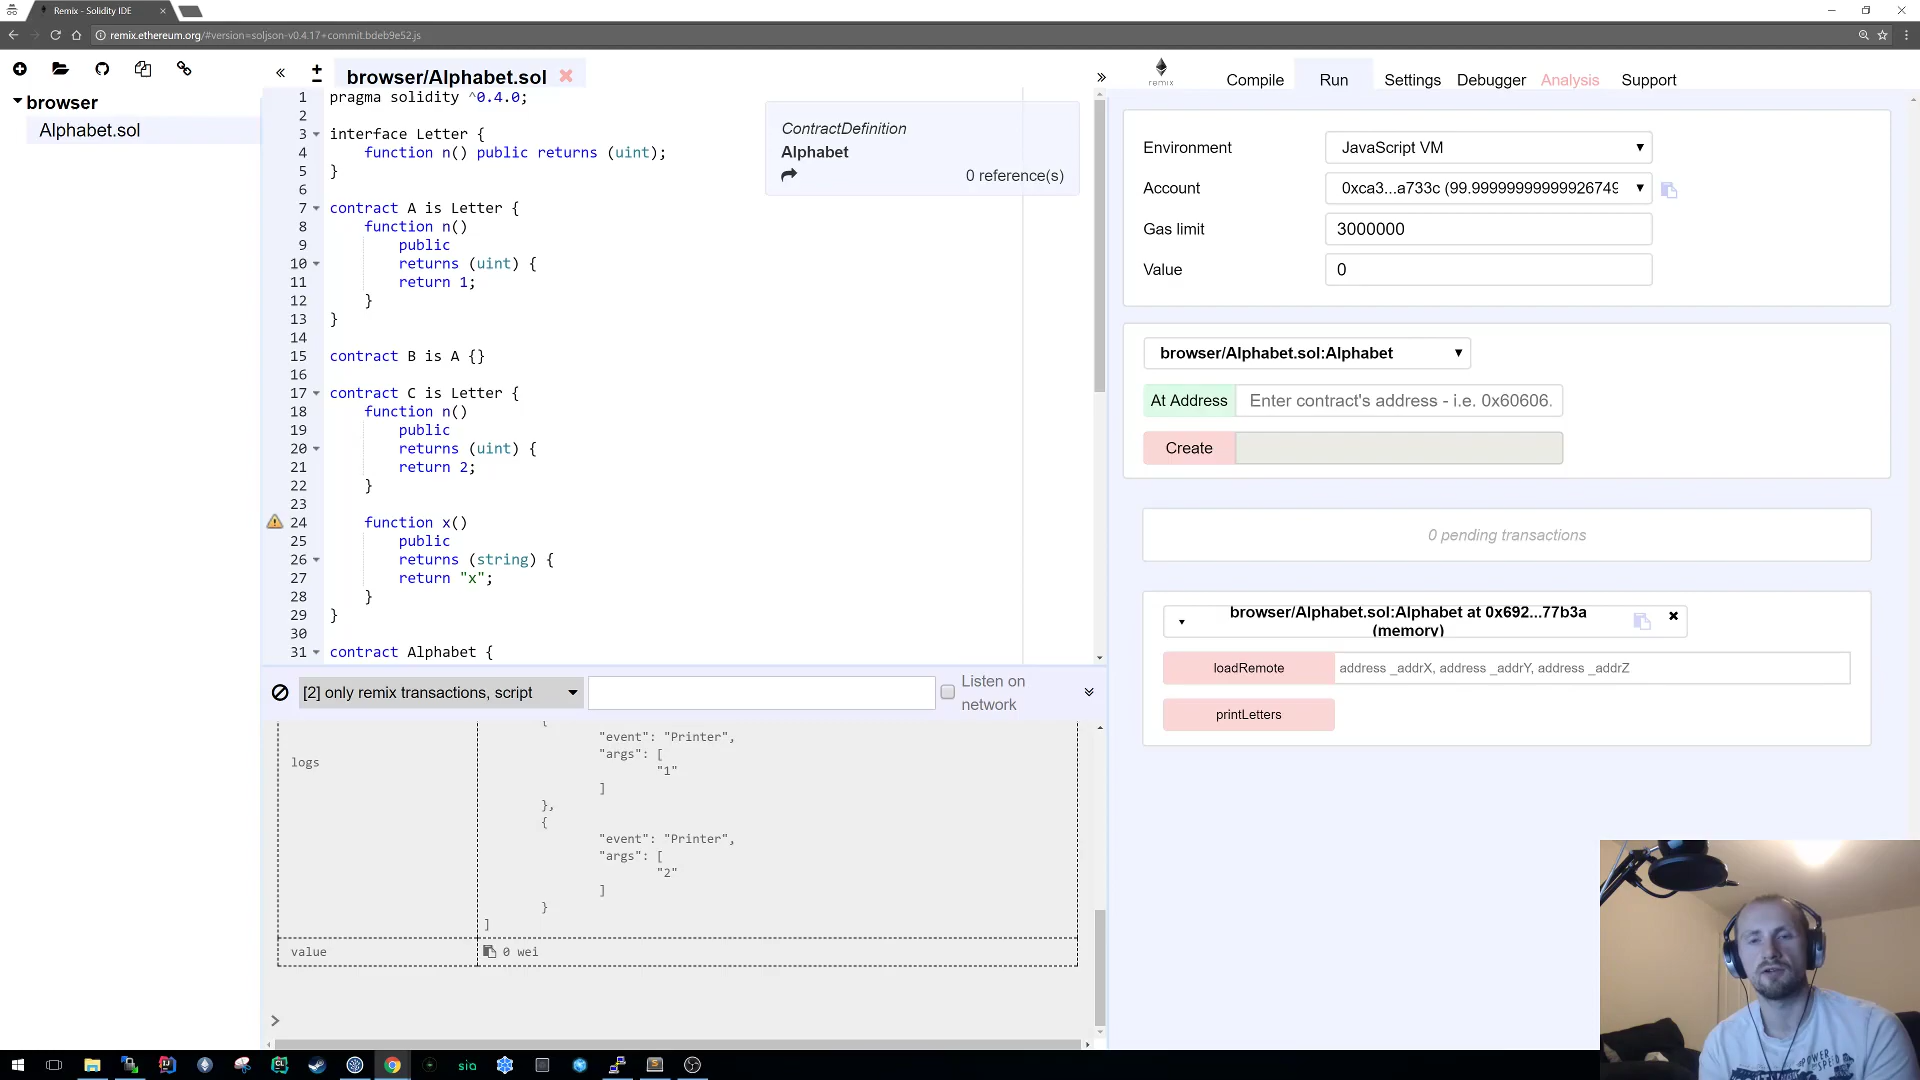 Remix - Solidity IDE
remix.ethereum.org/#version=soljson-v0.4.17+commit.bdeb9e52.js
browser
Alphabet.sol
browser/Alphabet.sol
1 pragma solidity ^0.4.0;
2
3 interface Letter {
4 function n() public returns (uint);
5 }
6
7 contract A is Letter {
8 function n()
9 public
10 returns (uint) {
11 return 1;
12 }
13 }
14
15 contract B is A {}
16
17 contract C is Letter {
18 function n()
19 public
20 returns (uint) {
21 return 2;
22 }
23
24 function x()
25 public
26 returns (string) {
27 return "x";
28 }
29 }
30
31 contract Alphabet {
ContractDefinition
Alphabet
0 reference(s)
[2] only remix transactions, script
Listen on
network
logs
{
"event": "Printer",
"args": [
"1"
]
},
{
"event": "Printer",
"args": [
"2"
]
}
]
value
0 wei
>
remix
Compile
Run
Settings
Debugger
Analysis
Support
Environment
JavaScript VM
Account
0xca3...a733c (99.99999999999926749
Gas limit
3000000
Value
0
browser/Alphabet.sol:Alphabet
At Address
Enter contract's address - i.e. 0x60606.
Create
0 pending transactions
browser/Alphabet.sol:Alphabet at 0x692...77b3a
(memory)
loadRemote
address _addrX, address _addrY, address _addrZ
printLetters
sia
POWER
SPEED